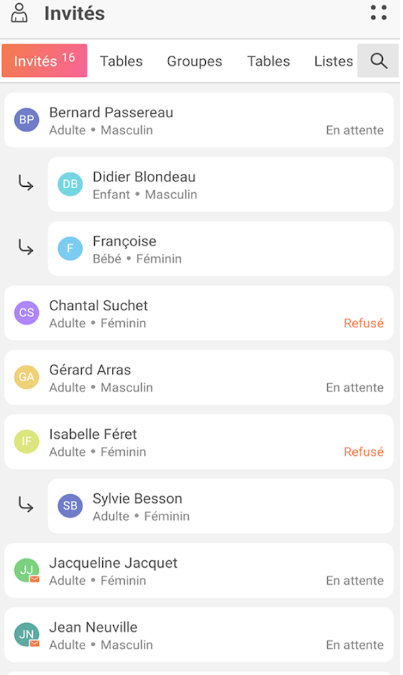 Invités
Invités 16 Tables Groupes Tables Listes
BP Bernard Passereau
Adulte • Masculin En attente
DB Didier Blondeau
Enfant • Masculin
F Françoise
Bébé • Féminin
CS Chantal Suchet
Adulte • Féminin Refusé
GA Gérard Arras
Adulte • Masculin En attente
IF Isabelle Féret
Adulte • Féminin Refusé
SB Sylvie Besson
Adulte • Féminin
JJ Jacqueline Jacquet
Adulte • Féminin En attente
JN Jean Neuville
Adulte • Masculin En attente